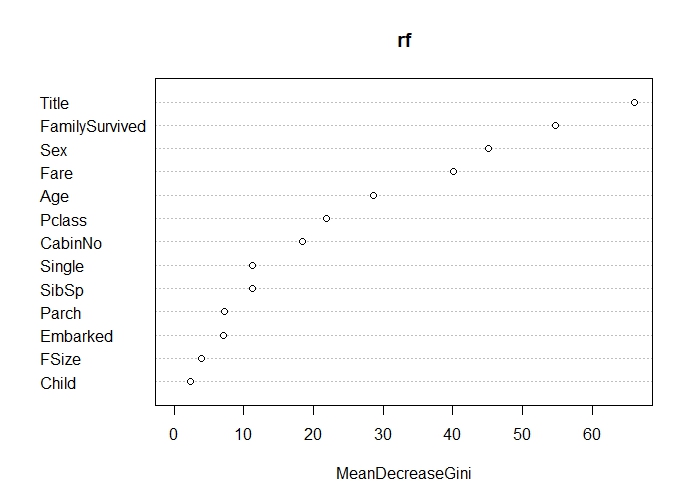 rf
Title
FamilySurvived
Sex
Fare
Age
Pclass
CabinNo
Single
SibSp
Parch
Embarked
FSize
Child
0 10 20 30 40 50 60
MeanDecreaseGini